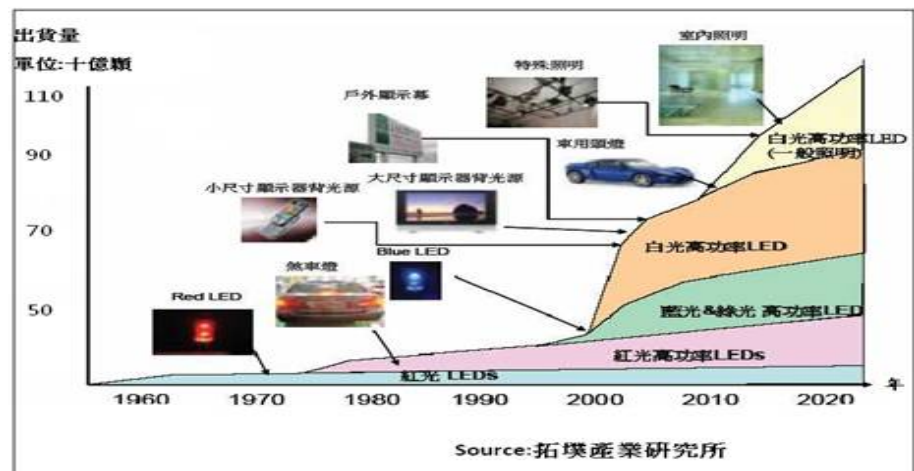 出貨量
單位:十億顆
110
90
70
50
室內照明
特殊照明
戶外顯示幕
車用頭燈
大尺寸顯示器背光源
小尺寸顯示器背光源
Blue LED
煞車燈
Red LED
白光高功率LED
(一般照明)
白光高功率LED
藍光&綠光 高功率LED
紅光高功率LEDs
紅光 LEDs
年
1960
1970
1980
1990
2000
2010
2020
Source:拓墣產業研究所